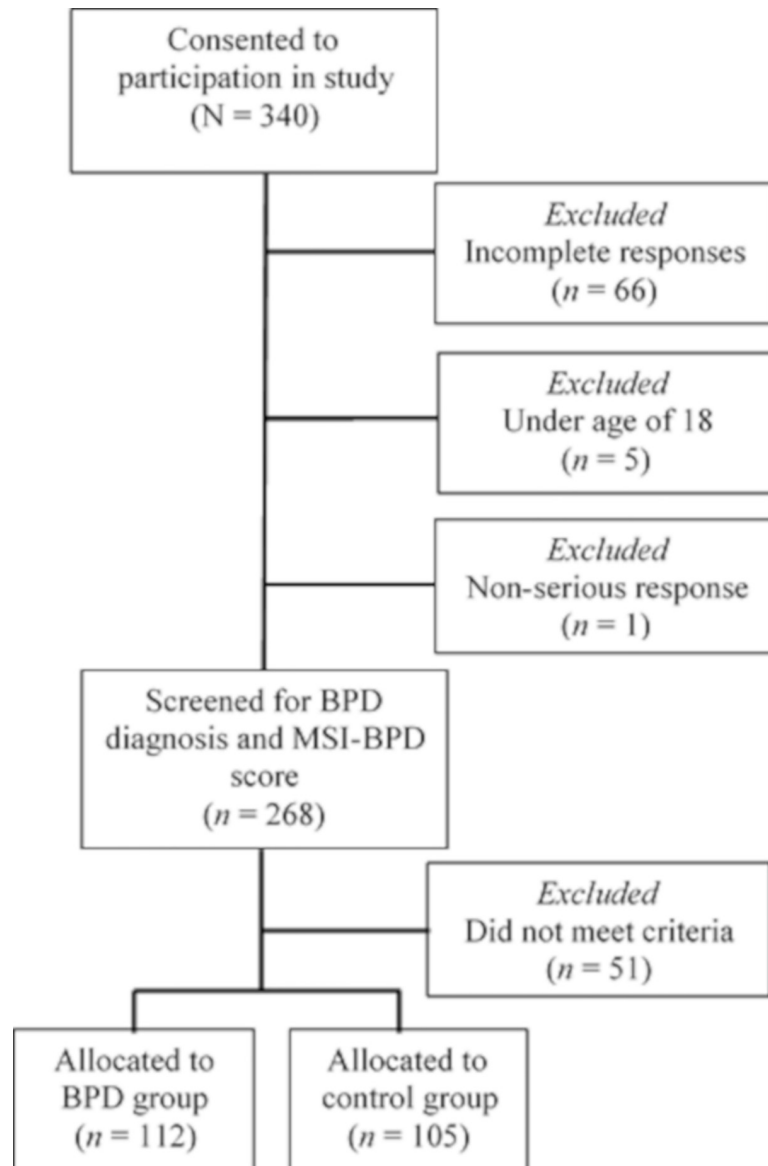 Consented to
participation in study
(N = 340)
Excluded
Incomplete responses
(n = 66)
Excluded
Under age of 18
(n = 5)
Excluded
Non-serious response
(n = 1)
Screened for BPD
diagnosis and MSI-BPD
score
(n = 268)
Excluded
Did not meet criteria
(n = 51)
Allocated to
BPD group
(n = 112)
Allocated to
control group
(n = 105)